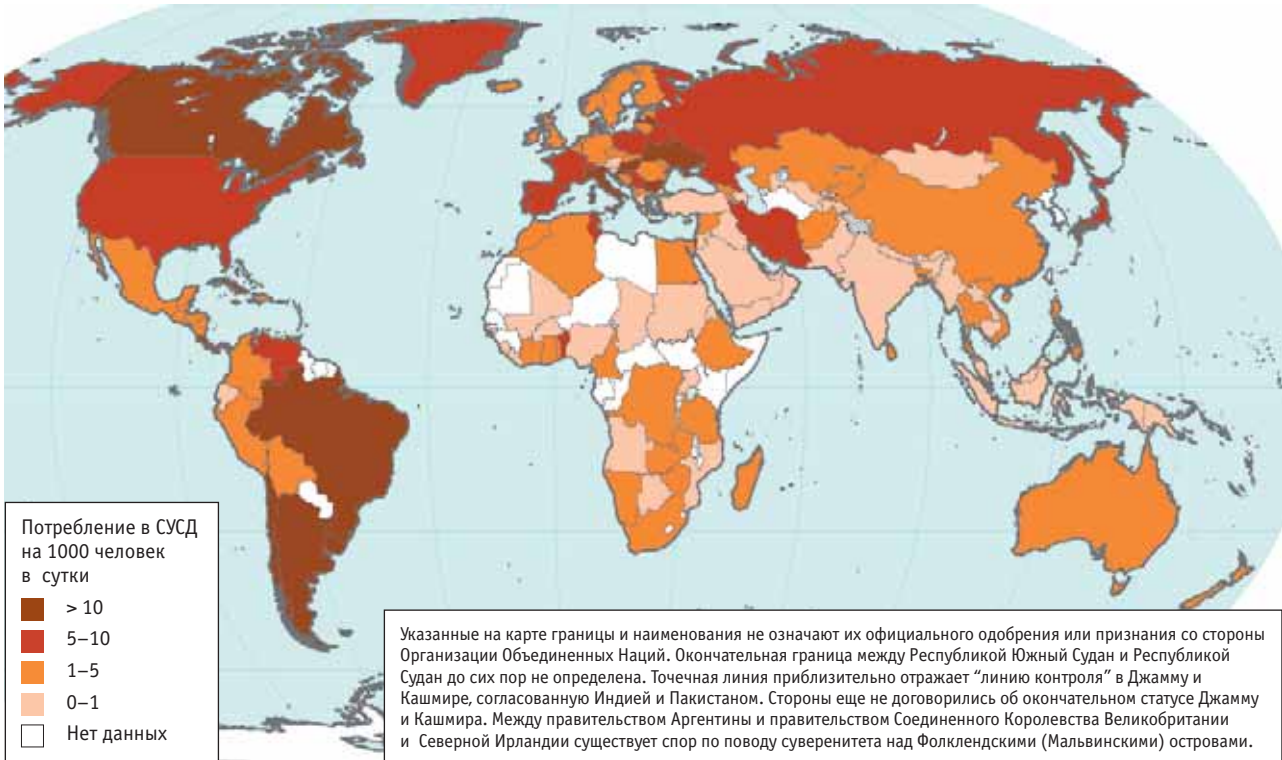 Потребление в СУСД
на 1000 человек
в сутки
> 10
5–10
1–5
0–1
Нет данных
Указанные на карте границы и наименования не означают их официального одобрения или признания со стороны
Организации Объединенных Наций. Окончательная граница между Республикой Южный Судан и Республикой
Судан до сих пор не определена. Точечная линия приблизительно отражает “линию контроля” в Джамму и
Кашмире, согласованную Индией и Пакистаном. Стороны еще не договорились об окончательном статусе Джамму
и Кашмира. Между правительством Аргентины и правительством Соединенного Королевства Великобритании
и Северной Ирландии существует спор по поводу суверенитета над Фолклендскими (Мальвинскими) островами.